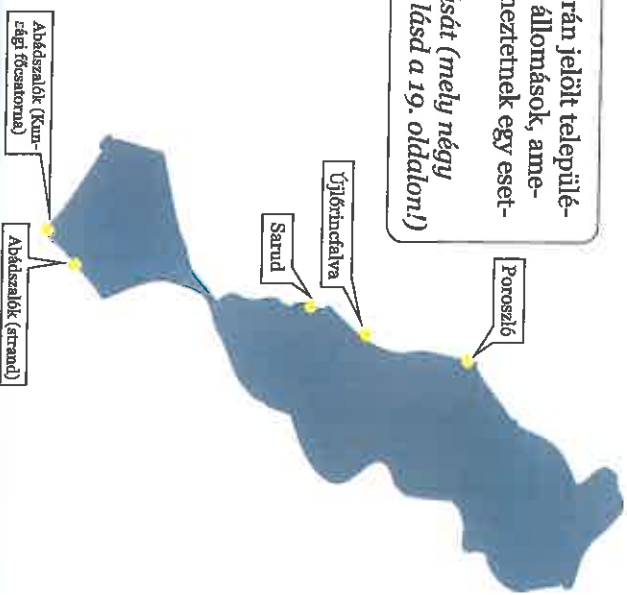 rán jelölt települé-
állomások, ame-
neztetnek egy eset-
ását (mely négy
lásd a 19. oldalon!)
Poroszló
Újlőrincfalva
Sarud
Abádszalók (Kun-
sági főcsatorna)
Abádszalók (strand)